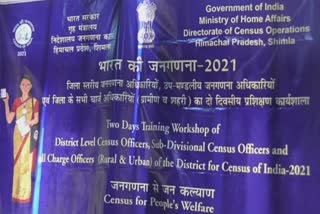 भारत सरकार
गृह मंत्रालय
निदेशालय जनगणना कार्य
हिमाचल प्रदेश, शिमला
Government of India
Ministry of Home Affairs
Directorate of Census Operations
Himachal Pradesh, Shimla
2021
भारत की जनगणना-2021
जिला स्तरीय जनगणना अधिकारियों, उप-मण्डलीय जनगणना अधिकारियों
एवं जिला के सभी चार्ज अधिकारियों (ग्रामीण व शहरी) का दो दिवसीय प्रशिक्षण कार्यशाला
Two Days Training Workshop of
District Level Census Officers, Sub-Divisional Census Officers and
all Charge Officers (Rural & Urban) of the District for Census of India-2021
जनगणना से जन कल्याण
Census for People's Welfare